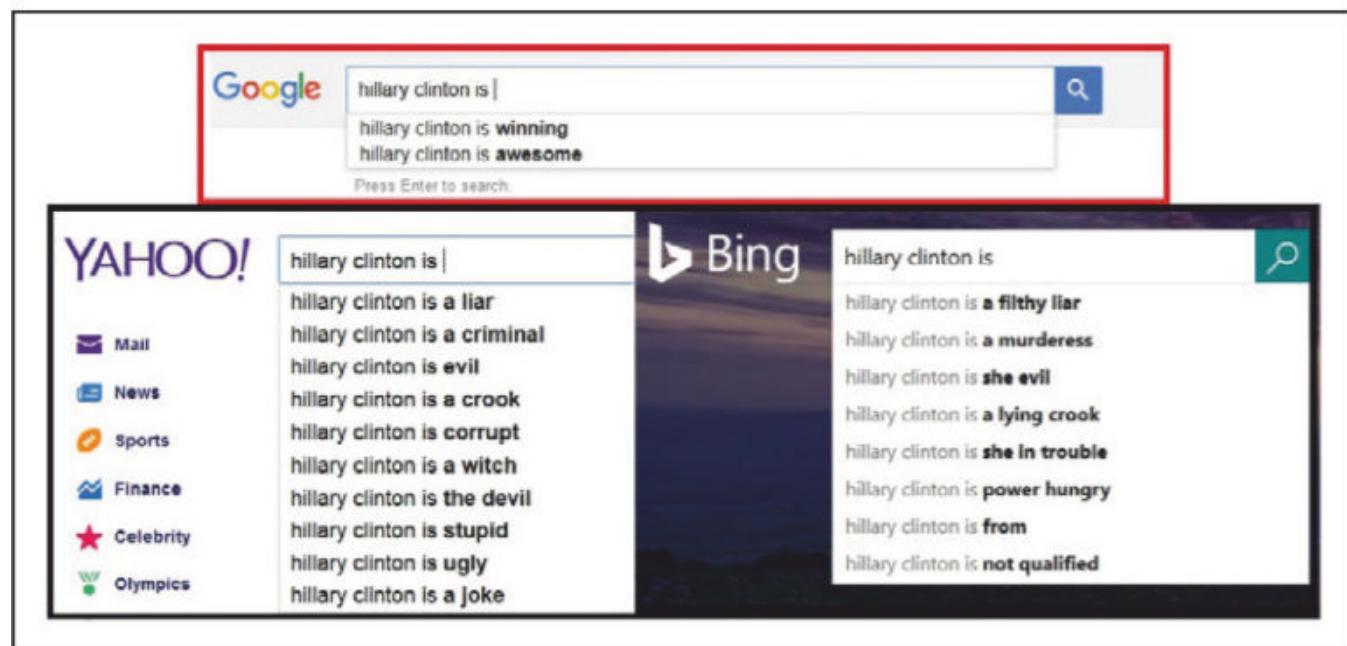 Google
hillary clinton is
hillary clinton is winning
hillary clinton is awesome
Press Enter to search.
YAHOO!
hillary clinton is
hillary clinton is a liar
hillary clinton is a criminal
hillary clinton is evil
hillary clinton is a crook
hillary clinton is corrupt
hillary clinton is a witch
hillary clinton is the devil
hillary clinton is stupid
hillary clinton is ugly
hillary clinton is a joke
Mail
News
Sports
Finance
Celebrity
Olympics
Bing
hillary clinton is
hillary clinton is a filthy liar
hillary clinton is a murderess
hillary clinton is she evil
hillary clinton is a lying crook
hillary clinton is she in trouble
hillary clinton is power hungry
hillary clinton is from
hillary clinton is not qualified